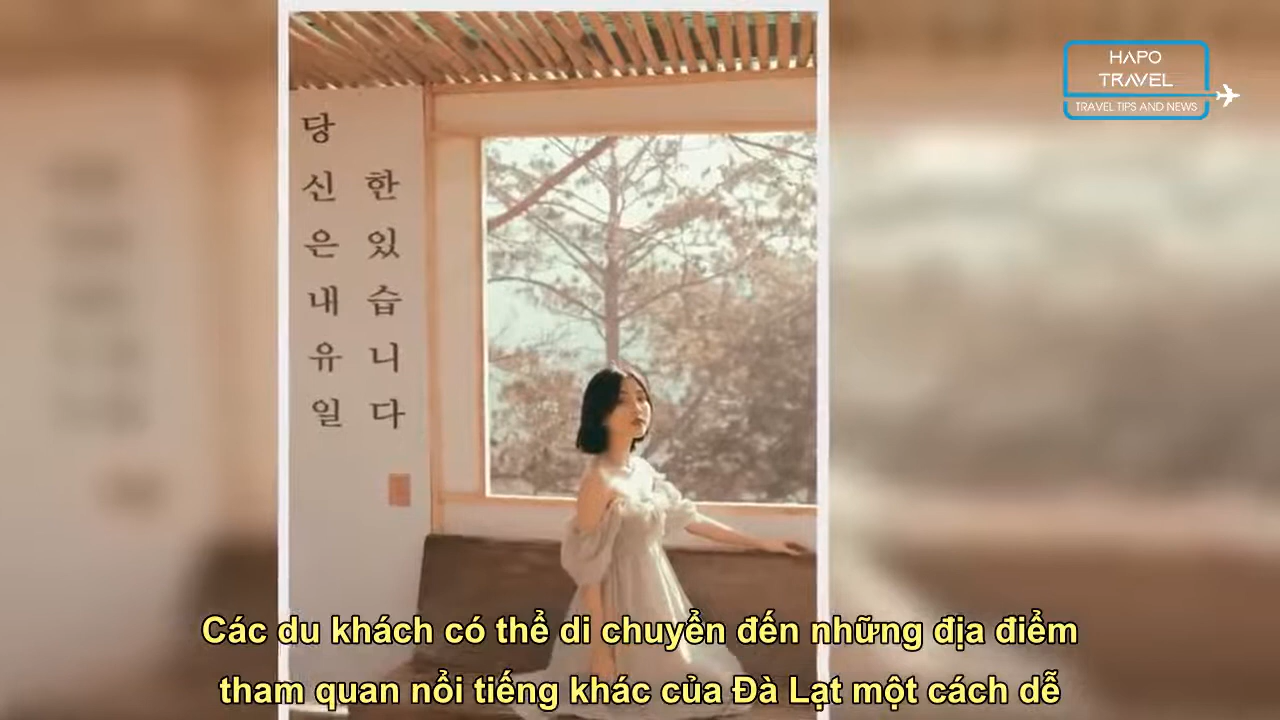 당신은내유일
한있습니다
HAPO
TRAVEL
TRAVEL TIPS AND NEWS
Các du khách có thể di chuyển đến những địa điểm
tham quan nổi tiếng khác của Đà Lạt một cách dễ